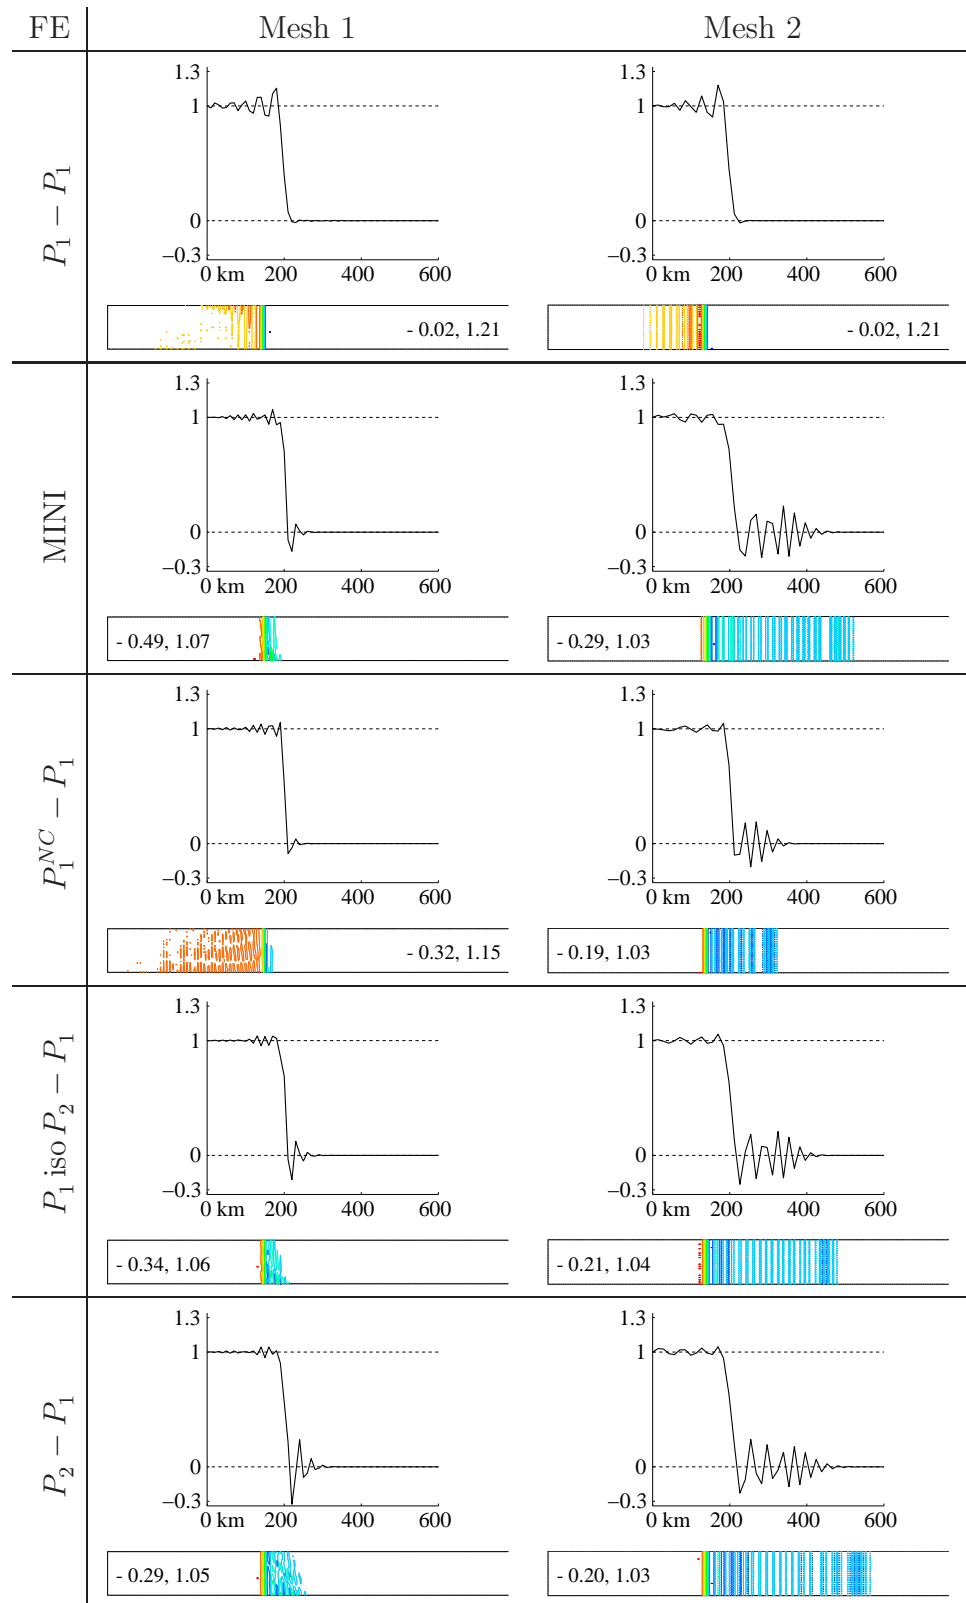 FE Mesh 1 Mesh 2
P₁ − P₁
1.3 1.3
1 1
0 0
−0.3 −0.3
0 km 200 400 600 0 km 200 400 600
- 0.02, 1.21 - 0.02, 1.21
MINI
1.3 1.3
1 1
0 0
−0.3 −0.3
0 km 200 400 600 0 km 200 400 600
- 0.49, 1.07 - 0.29, 1.03
P₁ᴺᶜ − P₁
1.3 1.3
1 1
0 0
−0.3 −0.3
0 km 200 400 600 0 km 200 400 600
- 0.32, 1.15 - 0.19, 1.03
P₁ iso P₂ − P₁
1.3 1.3
1 1
0 0
−0.3 −0.3
0 km 200 400 600 0 km 200 400 600
- 0.34, 1.06 - 0.21, 1.04
P₂ − P₁
1.3 1.3
1 1
0 0
−0.3 −0.3
0 km 200 400 600 0 km 200 400 600
- 0.29, 1.05 - 0.20, 1.03